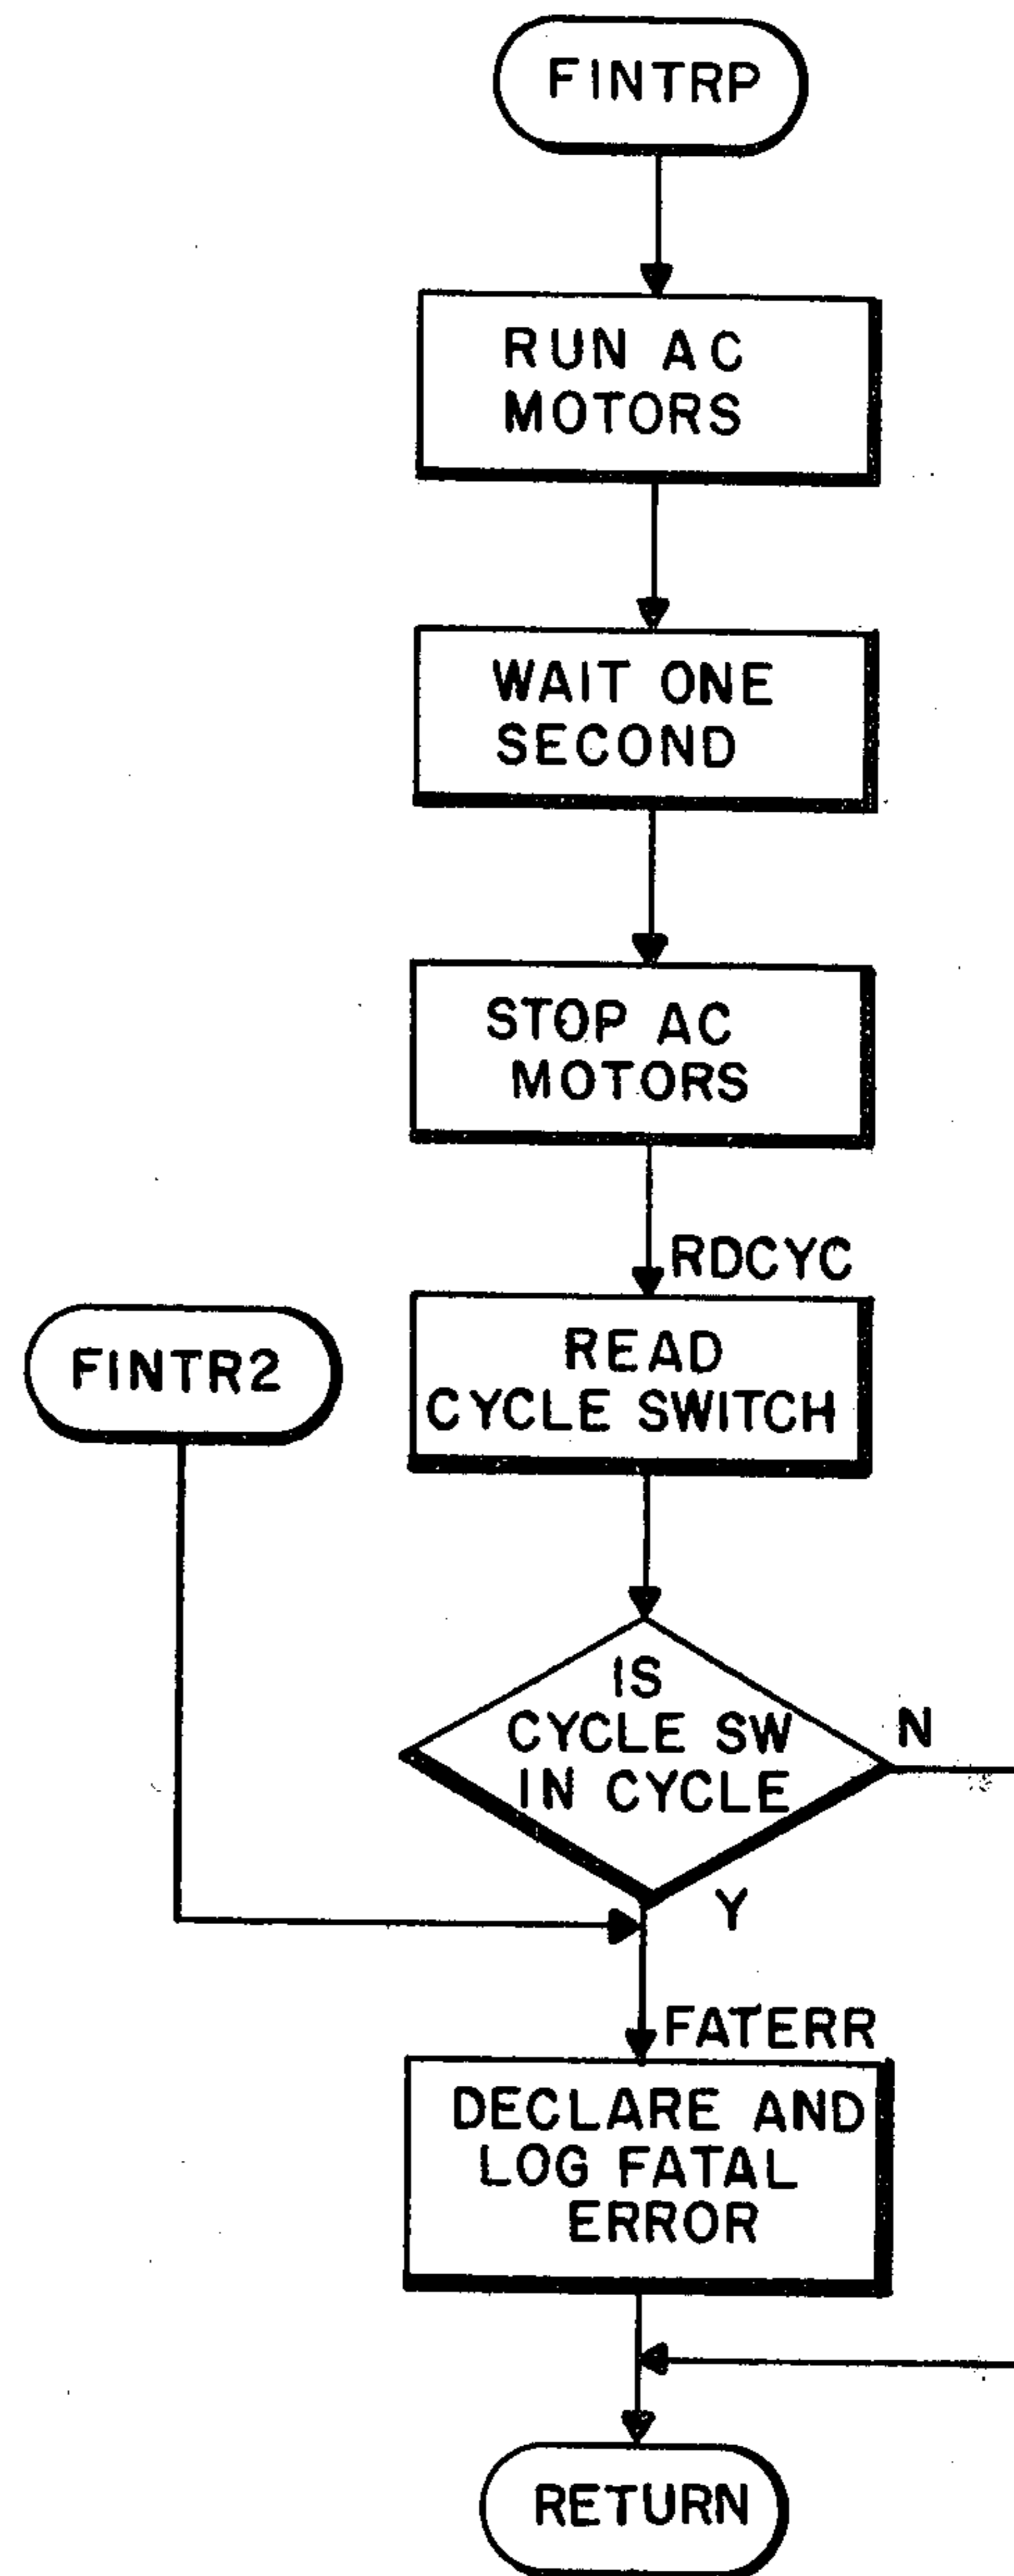 FINTRP
RUN AC
MOTORS
WAIT ONE
SECOND
STOP AC
MOTORS
RDCYC
READ
CYCLE SWITCH
FINTR2
IS
CYCLE SW
IN CYCLE
N
Y
FATERR
DECLARE AND
LOG FATAL
ERROR
RETURN